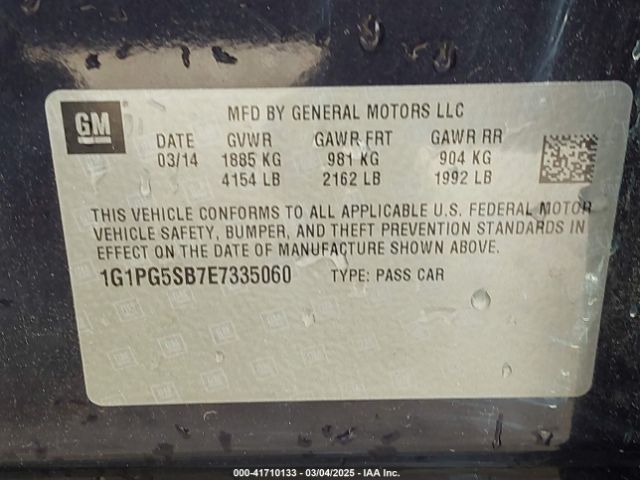 GM
MFD BY GENERAL MOTORS LLC
DATE GVWR GAWR FRT GAWR RR
03/14 1885 KG 981 KG 904 KG
4154 LB 2162 LB 1992 LB
THIS VEHICLE CONFORMS TO ALL APPLICABLE U.S. FEDERAL MOTOR
VEHICLE SAFETY, BUMPER, AND THEFT PREVENTION STANDARDS IN
EFFECT ON THE DATE OF MANUFACTURE SHOWN ABOVE.
1G1PG5SB7E7335060 TYPE: PASS CAR
00-41710133 - 03/04/2025 - IAA Inc.